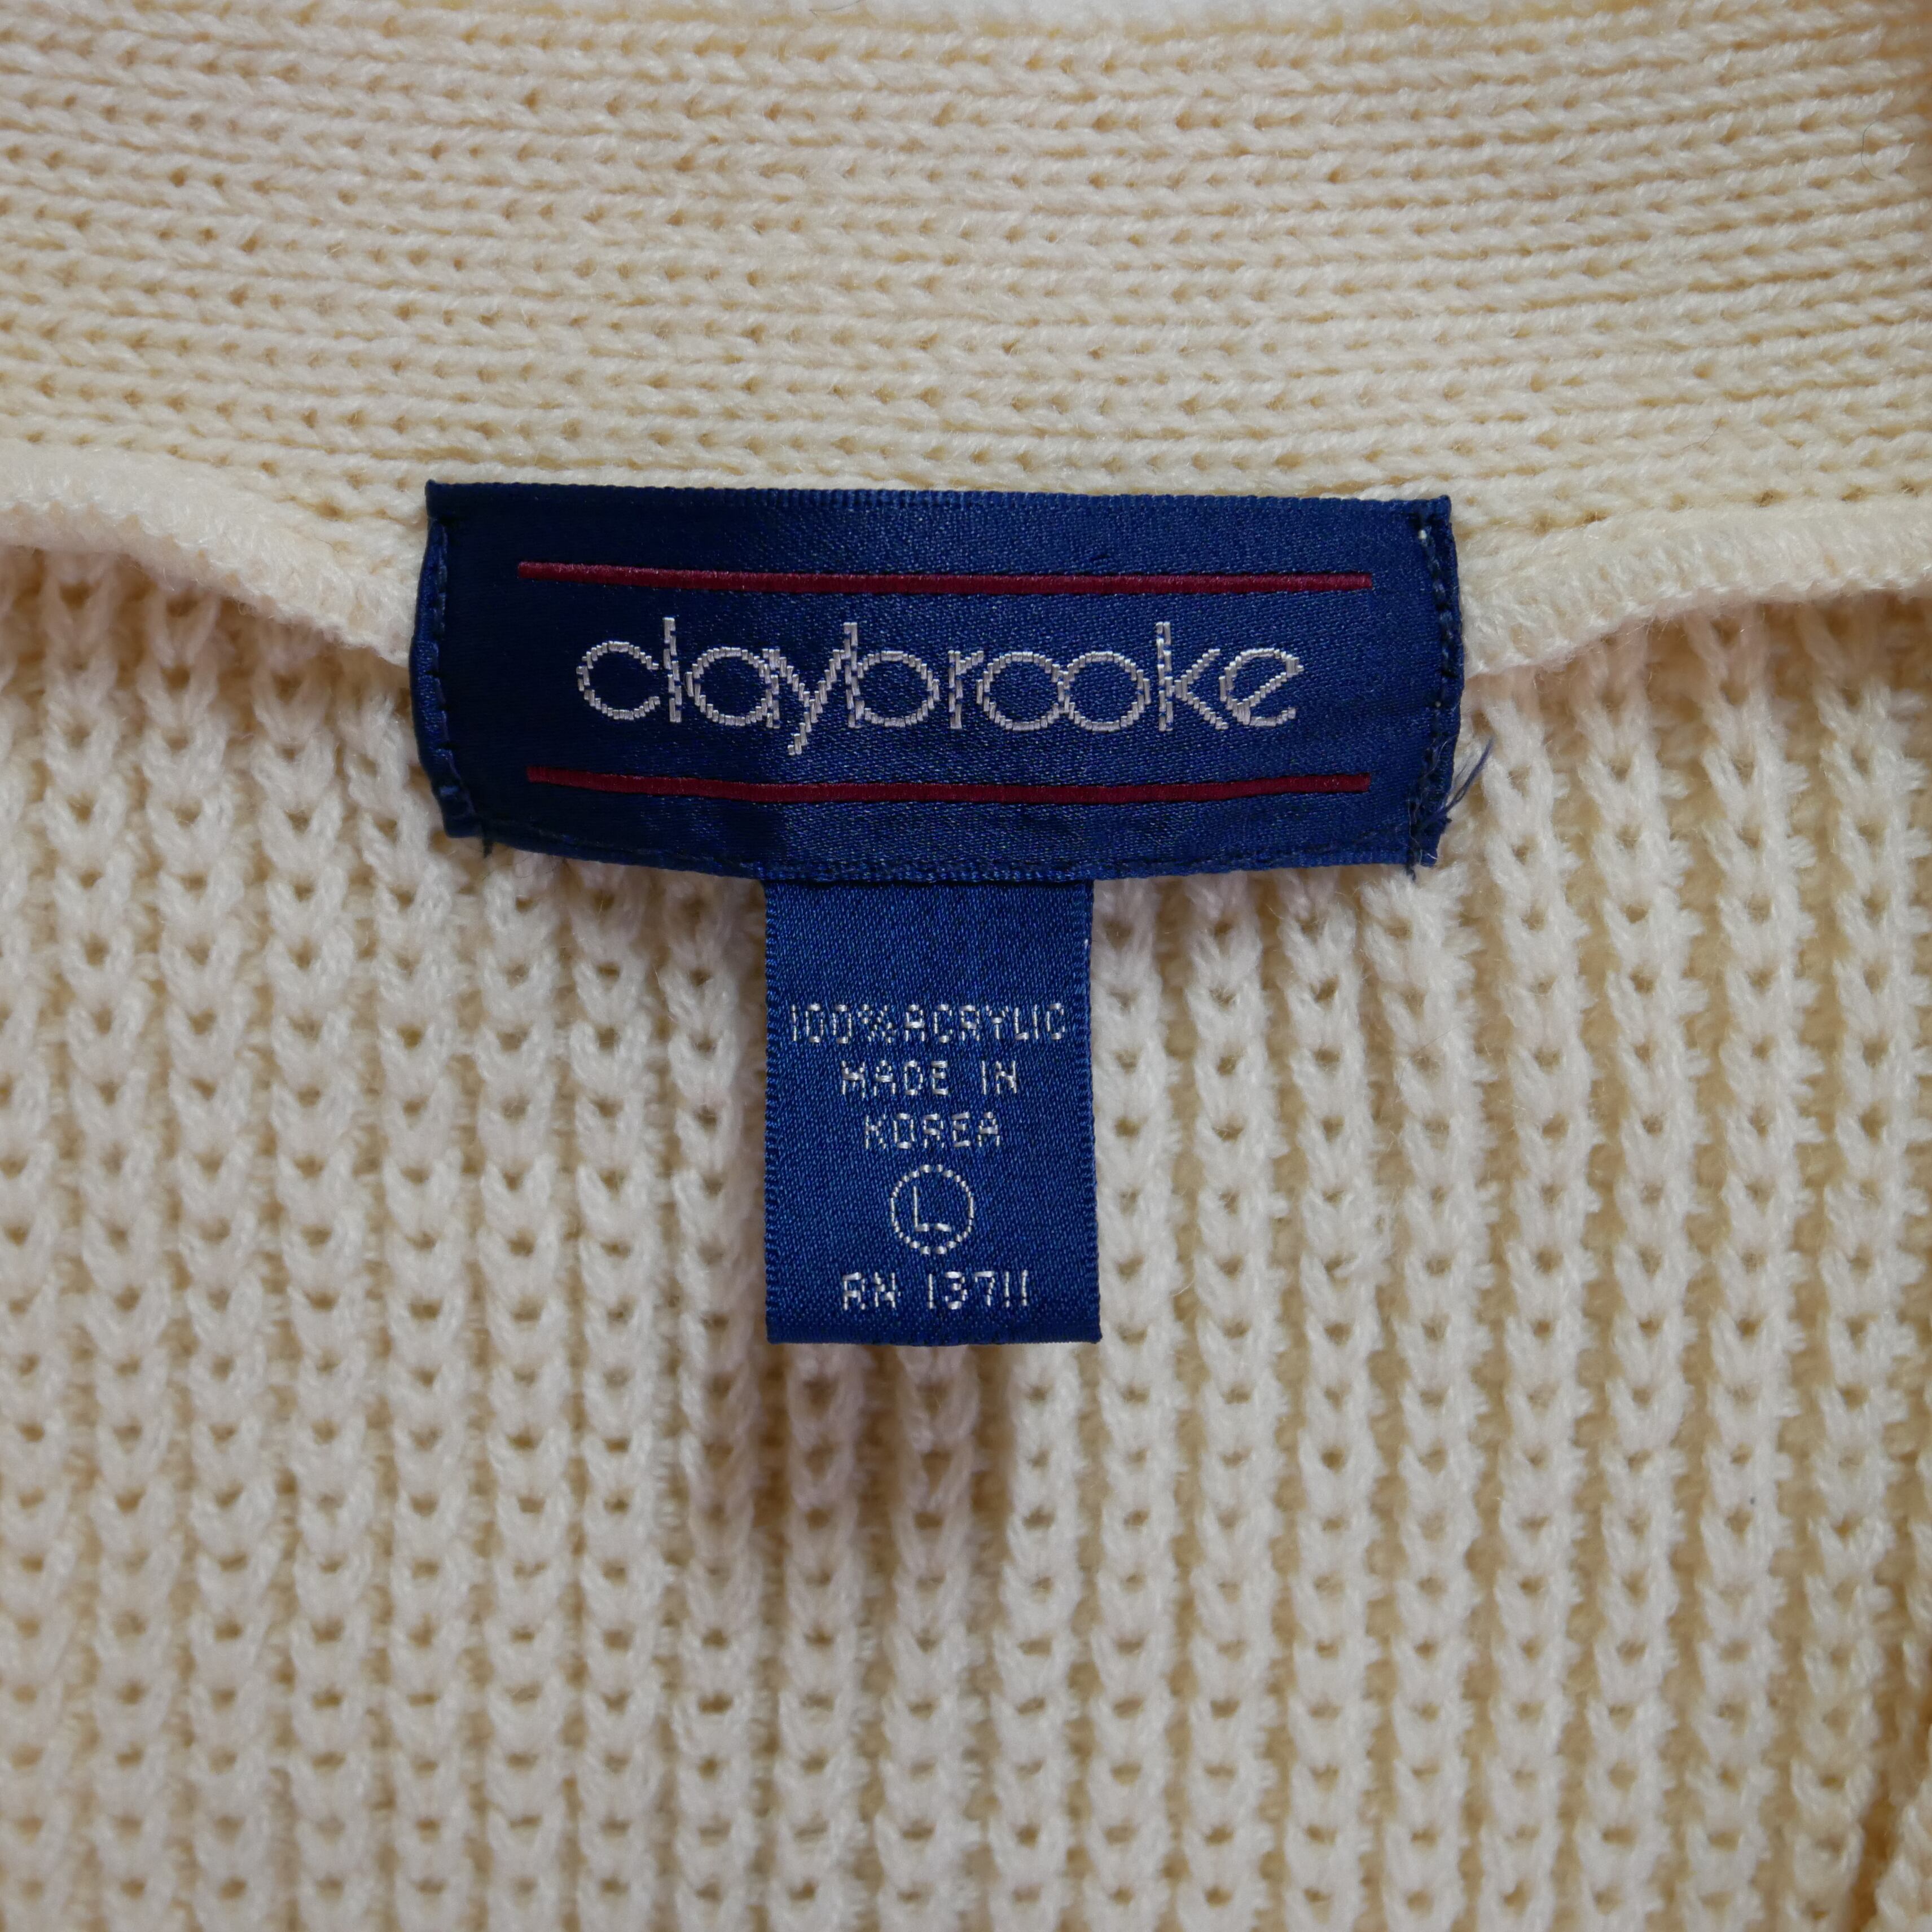 claybrooke
100% ACRYLIC
MADE IN
KOREA
L
RN 13711